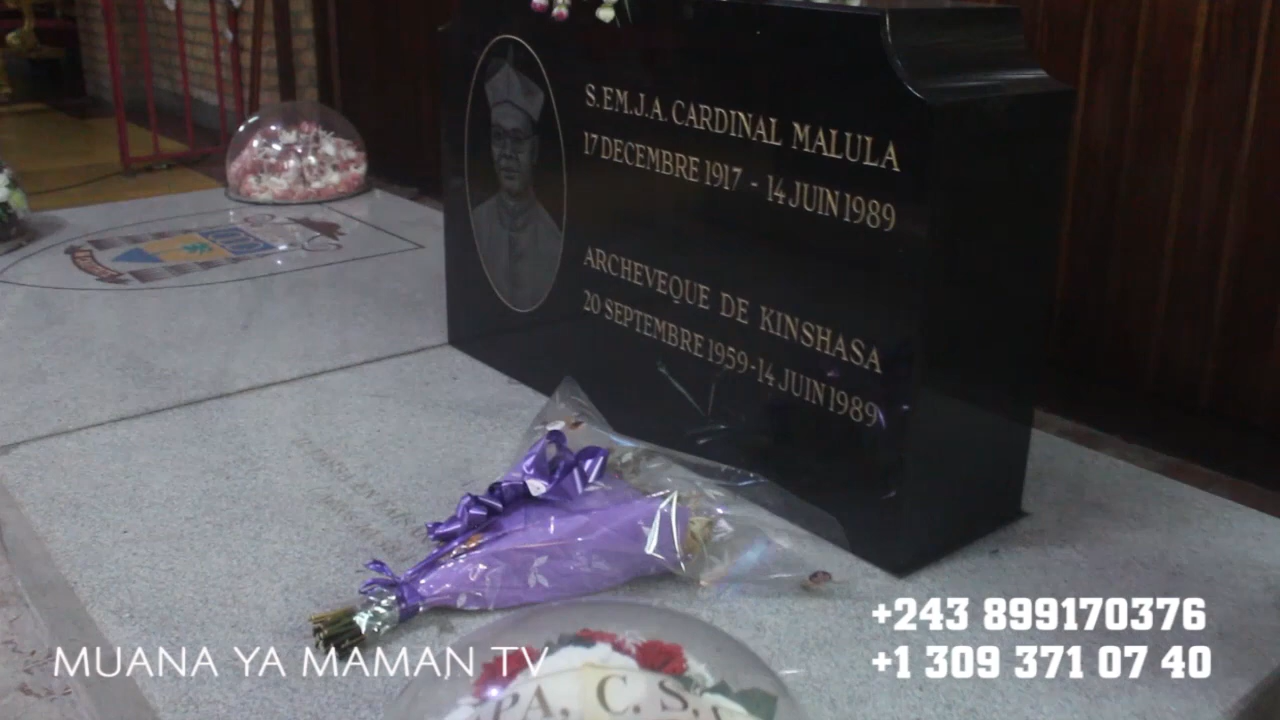 S.EM.J.A. CARDINAL MALULA
17 DECEMBRE 1917 - 14 JUIN 1989
ARCHEVEQUE DE KINSHASA
20 SEPTEMBRE 1959-14 JUIN 1989
+243 899170376
+1 309 371 07 40
MUANA YA MAMAN TV
PA. C. S.